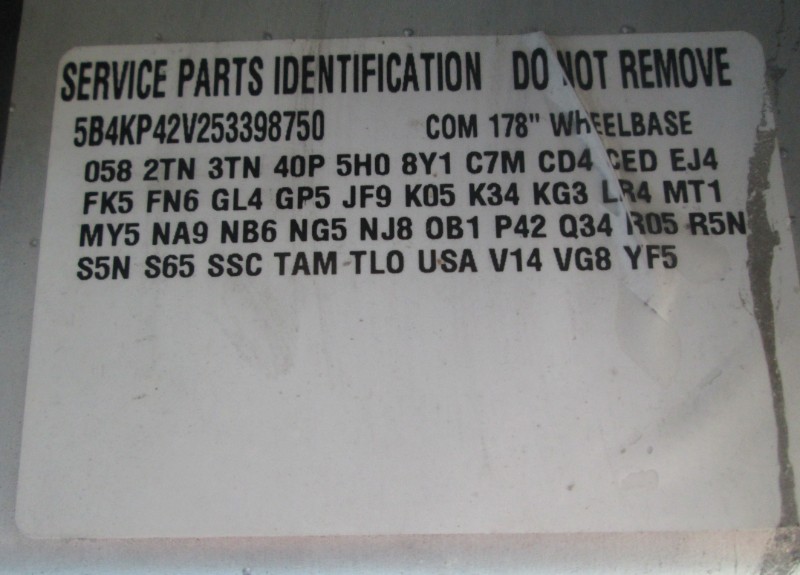 SERVICE PARTS IDENTIFICATION DO NOT REMOVE
5B4KP42V253398750 COM 178" WhEELBASE
058 2TN 3TN 40P 5H0 8Y1 C7M CD4 CED EJ4
FK5 FN6 GL4 GP5 JF9 K05 K34 KG3 LR4 MT1
MY5 NA9 NB6 NG5 NJ8 OB1 P42 Q34 R05 R5N
S5N S65 SSC TAM TLO USA V14 VG8 YF5